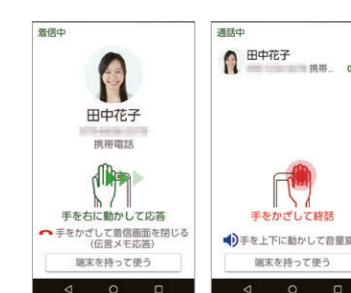 着信中
田中花子
携帯電話
手を右に動かして応答
手をかざして着信画面を閉じる
(伝言メモ応答)
端末を持って使う
通話中
田中花子
携帯...
手をかざして終話
手を上下に動かして音量変
端末を持って使う